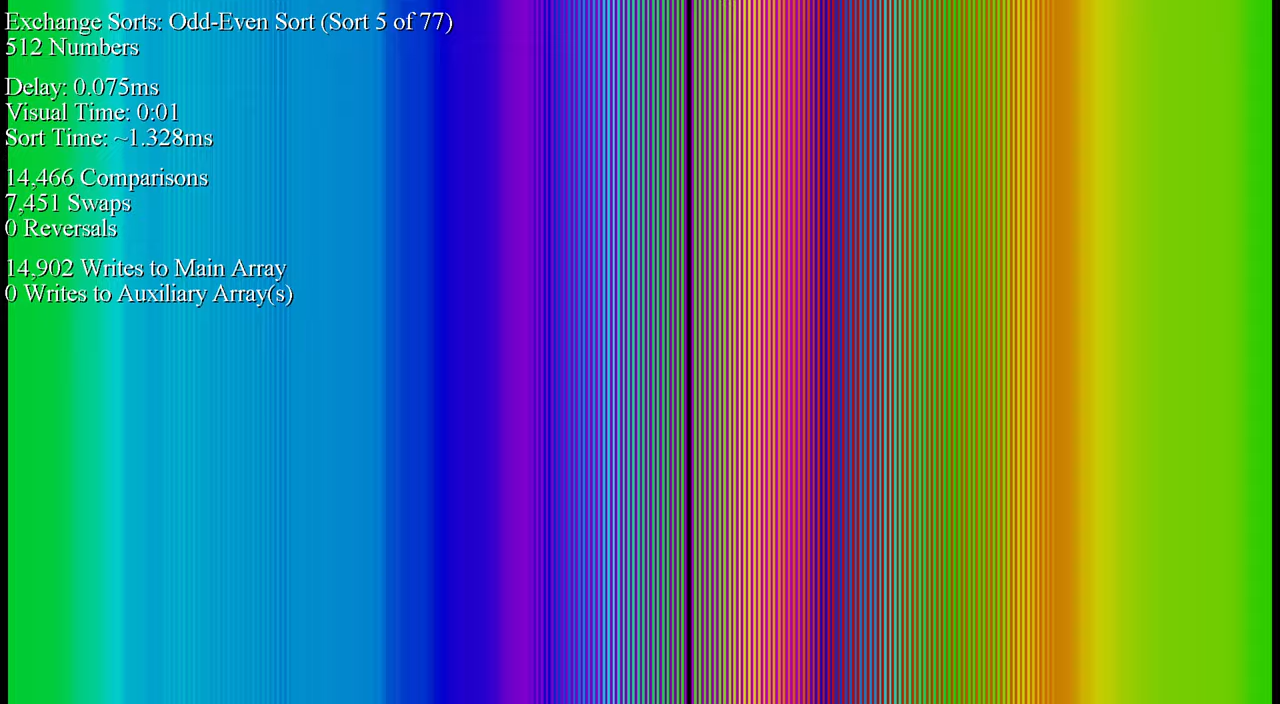 Exchange Sorts: Odd-Even Sort (Sort 5 of 77)
512 Numbers
Delay: 0.075ms
Visual Time: 0:01
Sort Time: ~1.328ms
14,466 Comparisons
7,451 Swaps
0 Reversals
14,902 Writes to Main Array
0 Writes to Auxiliary Array(s)